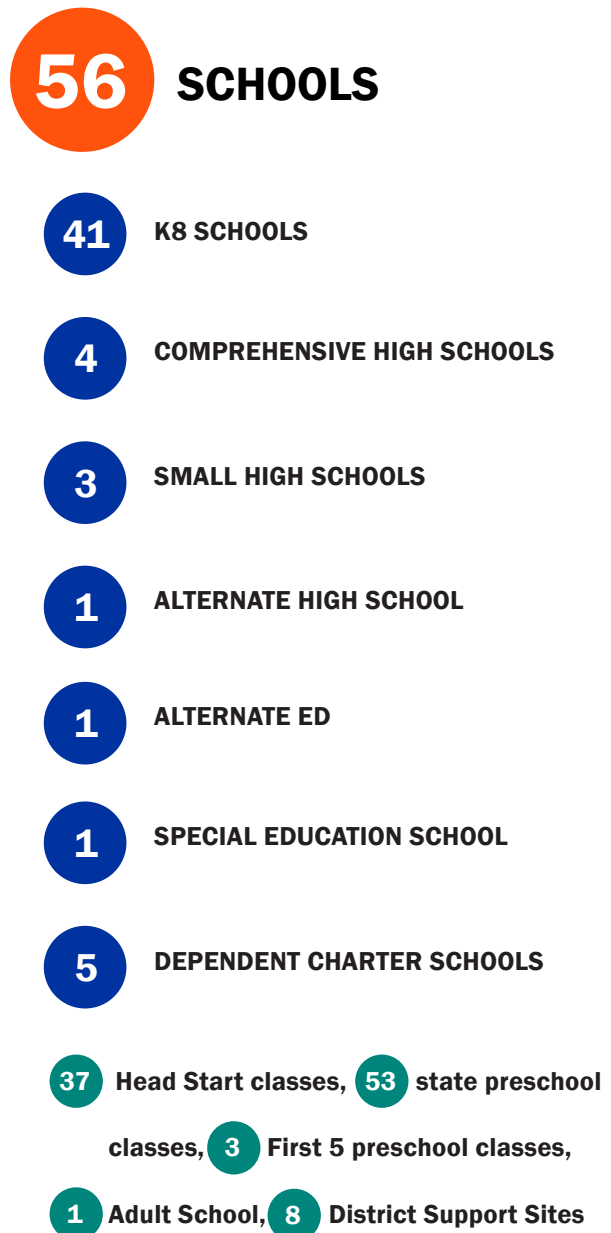 56 SCHOOLS
41 K8 SCHOOLS
4 COMPREHENSIVE HIGH SCHOOLS
3 SMALL HIGH SCHOOLS
1 ALTERNATE HIGH SCHOOL
1 ALTERNATE ED
1 SPECIAL EDUCATION SCHOOL
5 DEPENDENT CHARTER SCHOOLS
37 Head Start classes, 53 state preschool
classes, 3 First 5 preschool classes,
1 Adult School, 8 District Support Sites